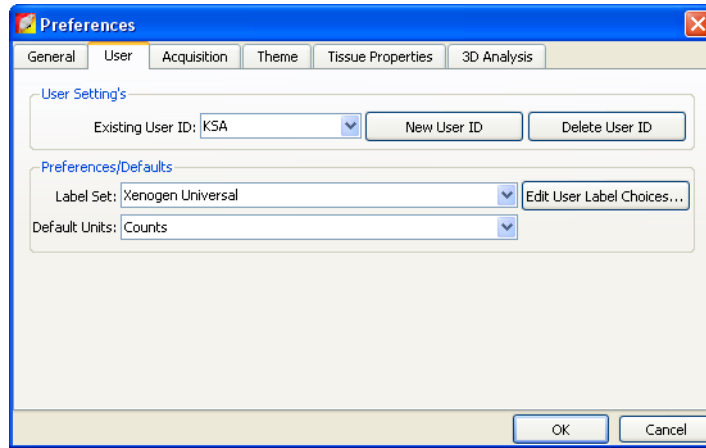 Preferences
General User Acquisition Theme Tissue Properties 3D Analysis
User Setting's
Existing User ID: KSA New User ID Delete User ID
Preferences/Defaults
Label Set: Xenogen Universal Edit User Label Choices...
Default Units: Counts
OK Cancel